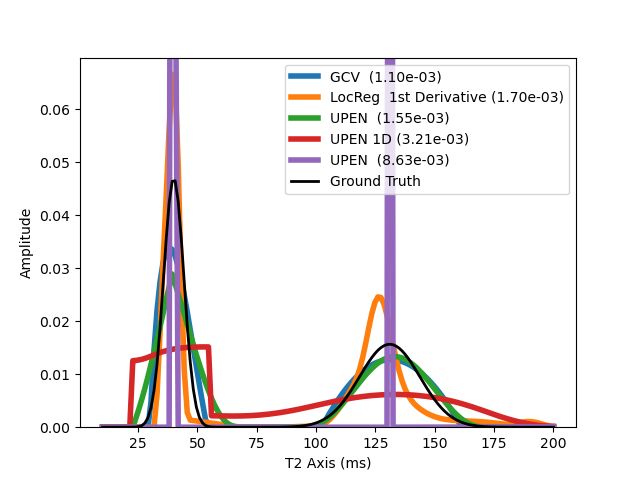 GCV (1.10e-03)
LocReg 1st Derivative (1.70e-03)
UPEN (1.55e-03)
UPEN 1D (3.21e-03)
UPEN (8.63e-03)
Ground Truth
Amplitude
0.06
0.05
0.04
0.03
0.02
0.01
0.00
25 50 75 100 125 150 175 200
T2 Axis (ms)